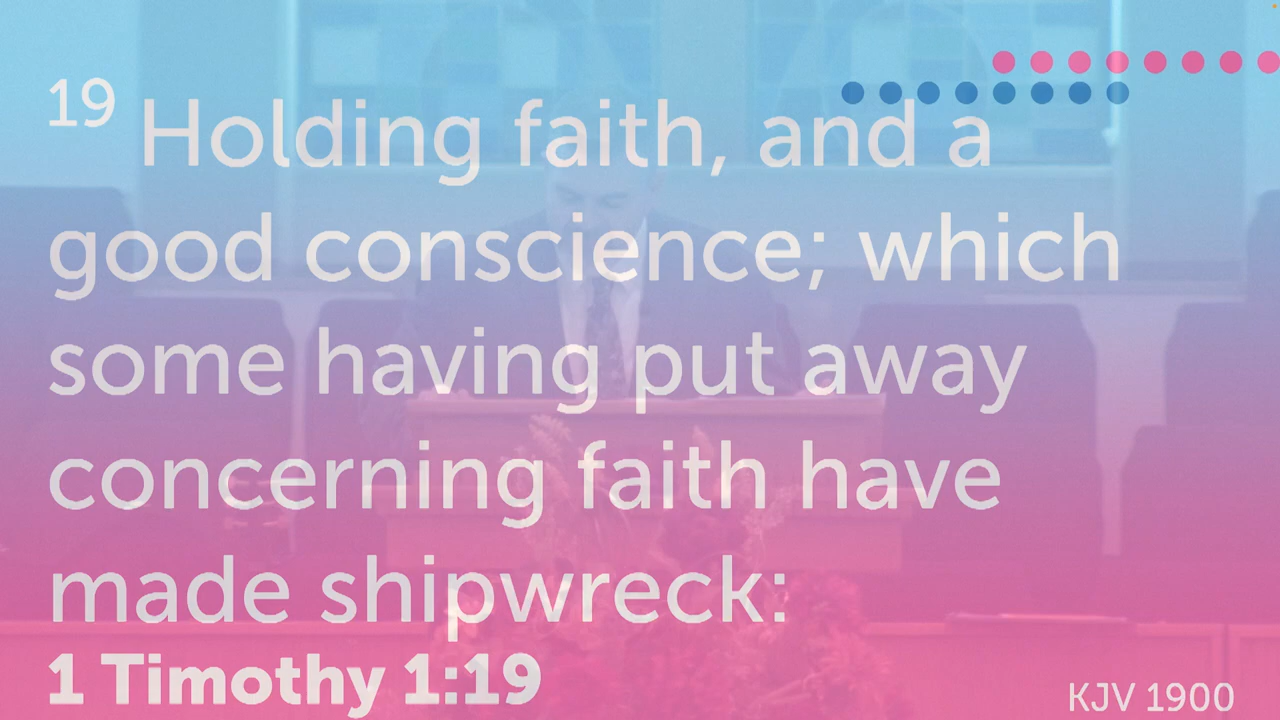 19 Holding faith, and a
good conscience; which
some having put away
concerning faith have
made shipwreck:
1 Timothy 1:19
KJV 1900